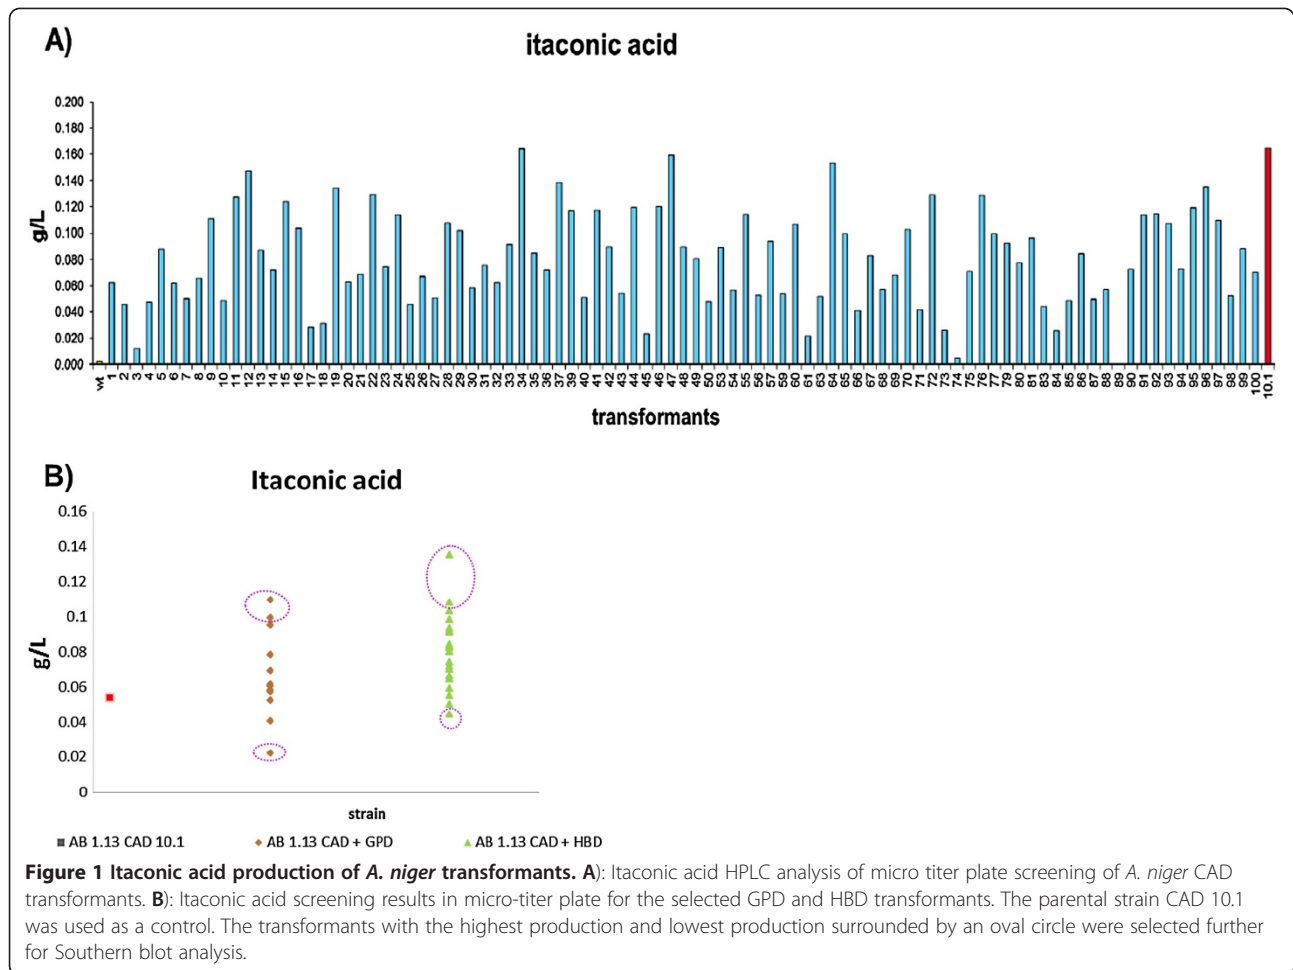 A)
itaconic acid
0.200
0.180
0.160
0.140
0.120
0.100
0.080
0.060
0.040
0.020
0.000
g/L
wt 1 2 3 4 5 6 7 8 9 10 11 12 13 14 15 16 17 18 19 20 21 22 23 24 25 26 27 28 29 30 31 32 33 34 35 36 37 39 40 41 42 43 44 45 46 47 48 49 50 53 54 55 56 57 59 60 61 63 64 65 66 67 68 69 70 71 72 73 74 75 76 77 79 80 81 83 84 85 86 87 88 89 90 91 92 93 94 95 96 97 98 99 100 10.1
transformants
B)
Itaconic acid
0.16
0.14
0.12
0.1
0.08
0.06
0.04
0.02
0
g/L
strain
AB 1.13 CAD 10.1 AB 1.13 CAD + GPD AB 1.13 CAD + HBD
Figure 1 Itaconic acid production of A. niger transformants. A): Itaconic acid HPLC analysis of micro titer plate screening of A. niger CAD
transformants. B): Itaconic acid screening results in micro-titer plate for the selected GPD and HBD transformants. The parental strain CAD 10.1
was used as a control. The transformants with the highest production and lowest production surrounded by an oval circle were selected further
for Southern blot analysis.